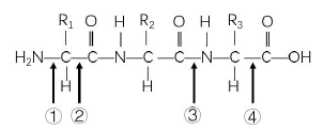 R₁ O H R₂ O H R₃ O
H₂N—C—C—N—C—C—N—C—C—OH
H H H
① ② ③ ④